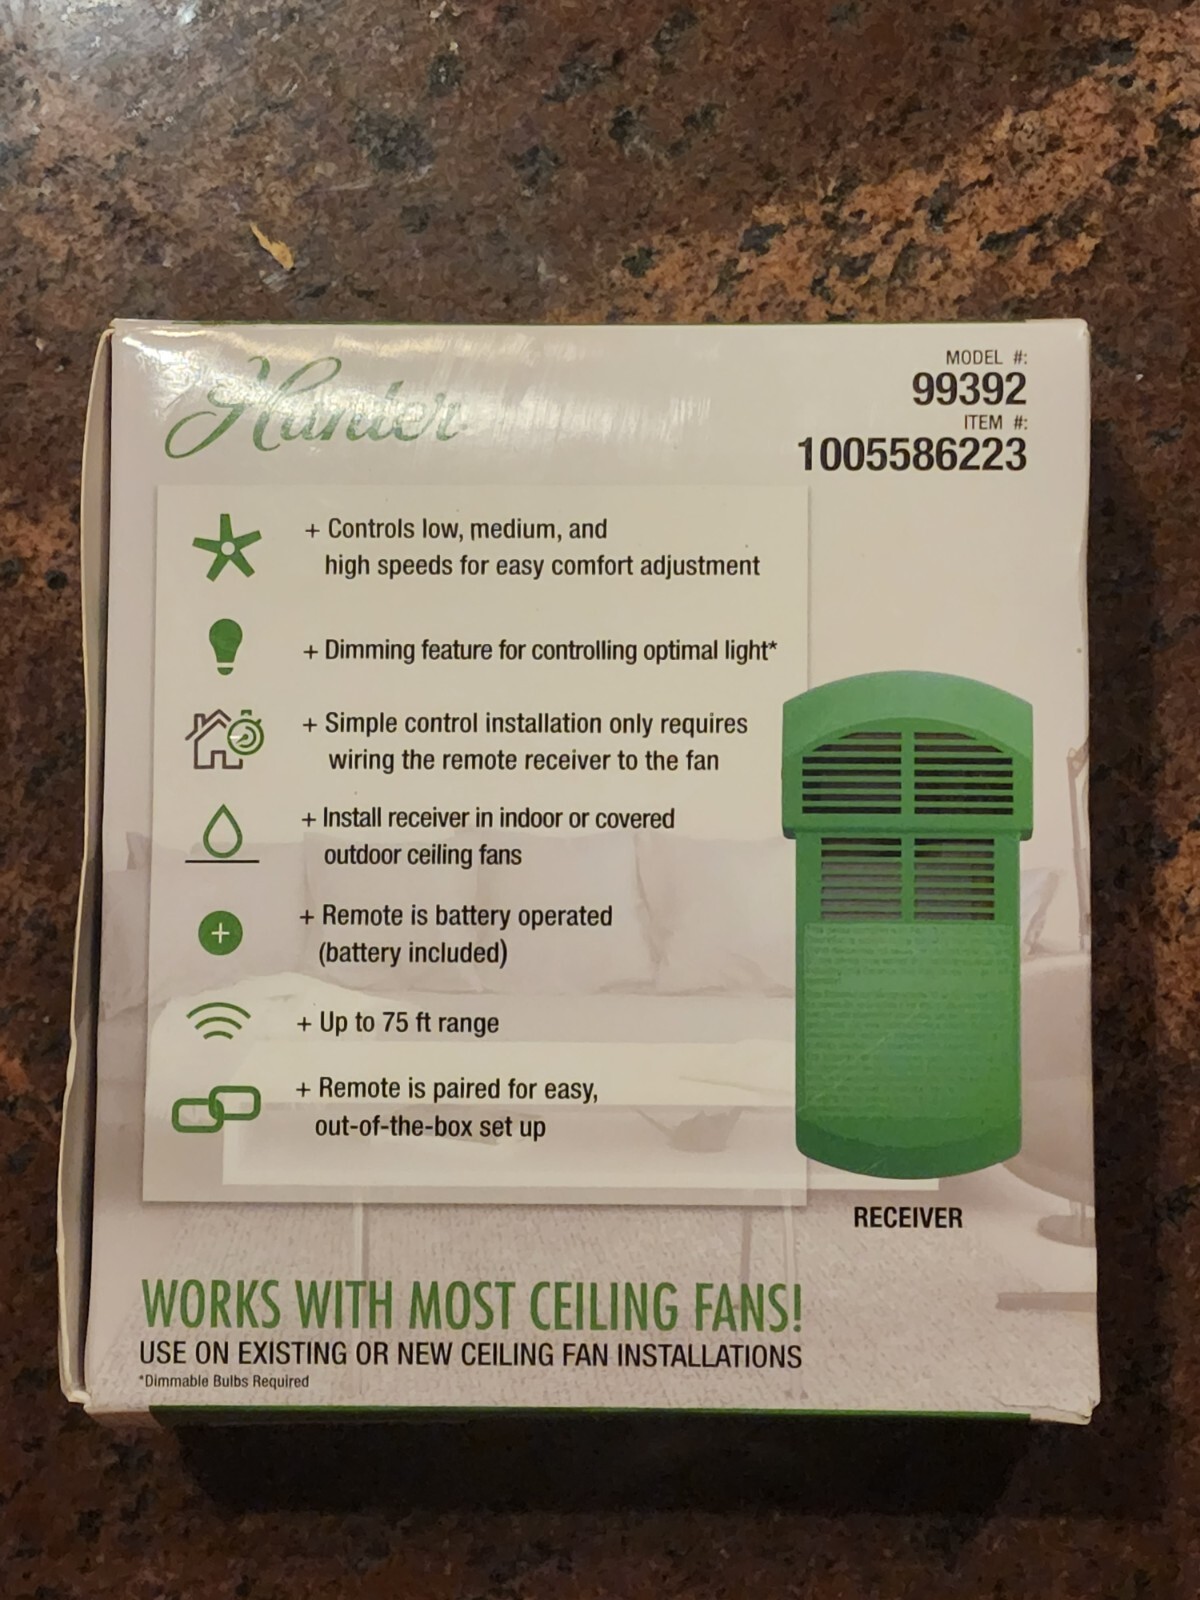 Hunter
MODEL #:
99392
ITEM #:
1005586223
+ Controls low, medium, and
high speeds for easy comfort adjustment
+ Dimming feature for controlling optimal light*
+ Simple control installation only requires
wiring the remote receiver to the fan
+ Install receiver in indoor or covered
outdoor ceiling fans
+ Remote is battery operated
(battery included)
+ Up to 75 ft range
+ Remote is paired for easy,
out-of-the-box set up
RECEIVER
WORKS WITH MOST CEILING FANS!
USE ON EXISTING OR NEW CEILING FAN INSTALLATIONS
*Dimmable Bulbs Required